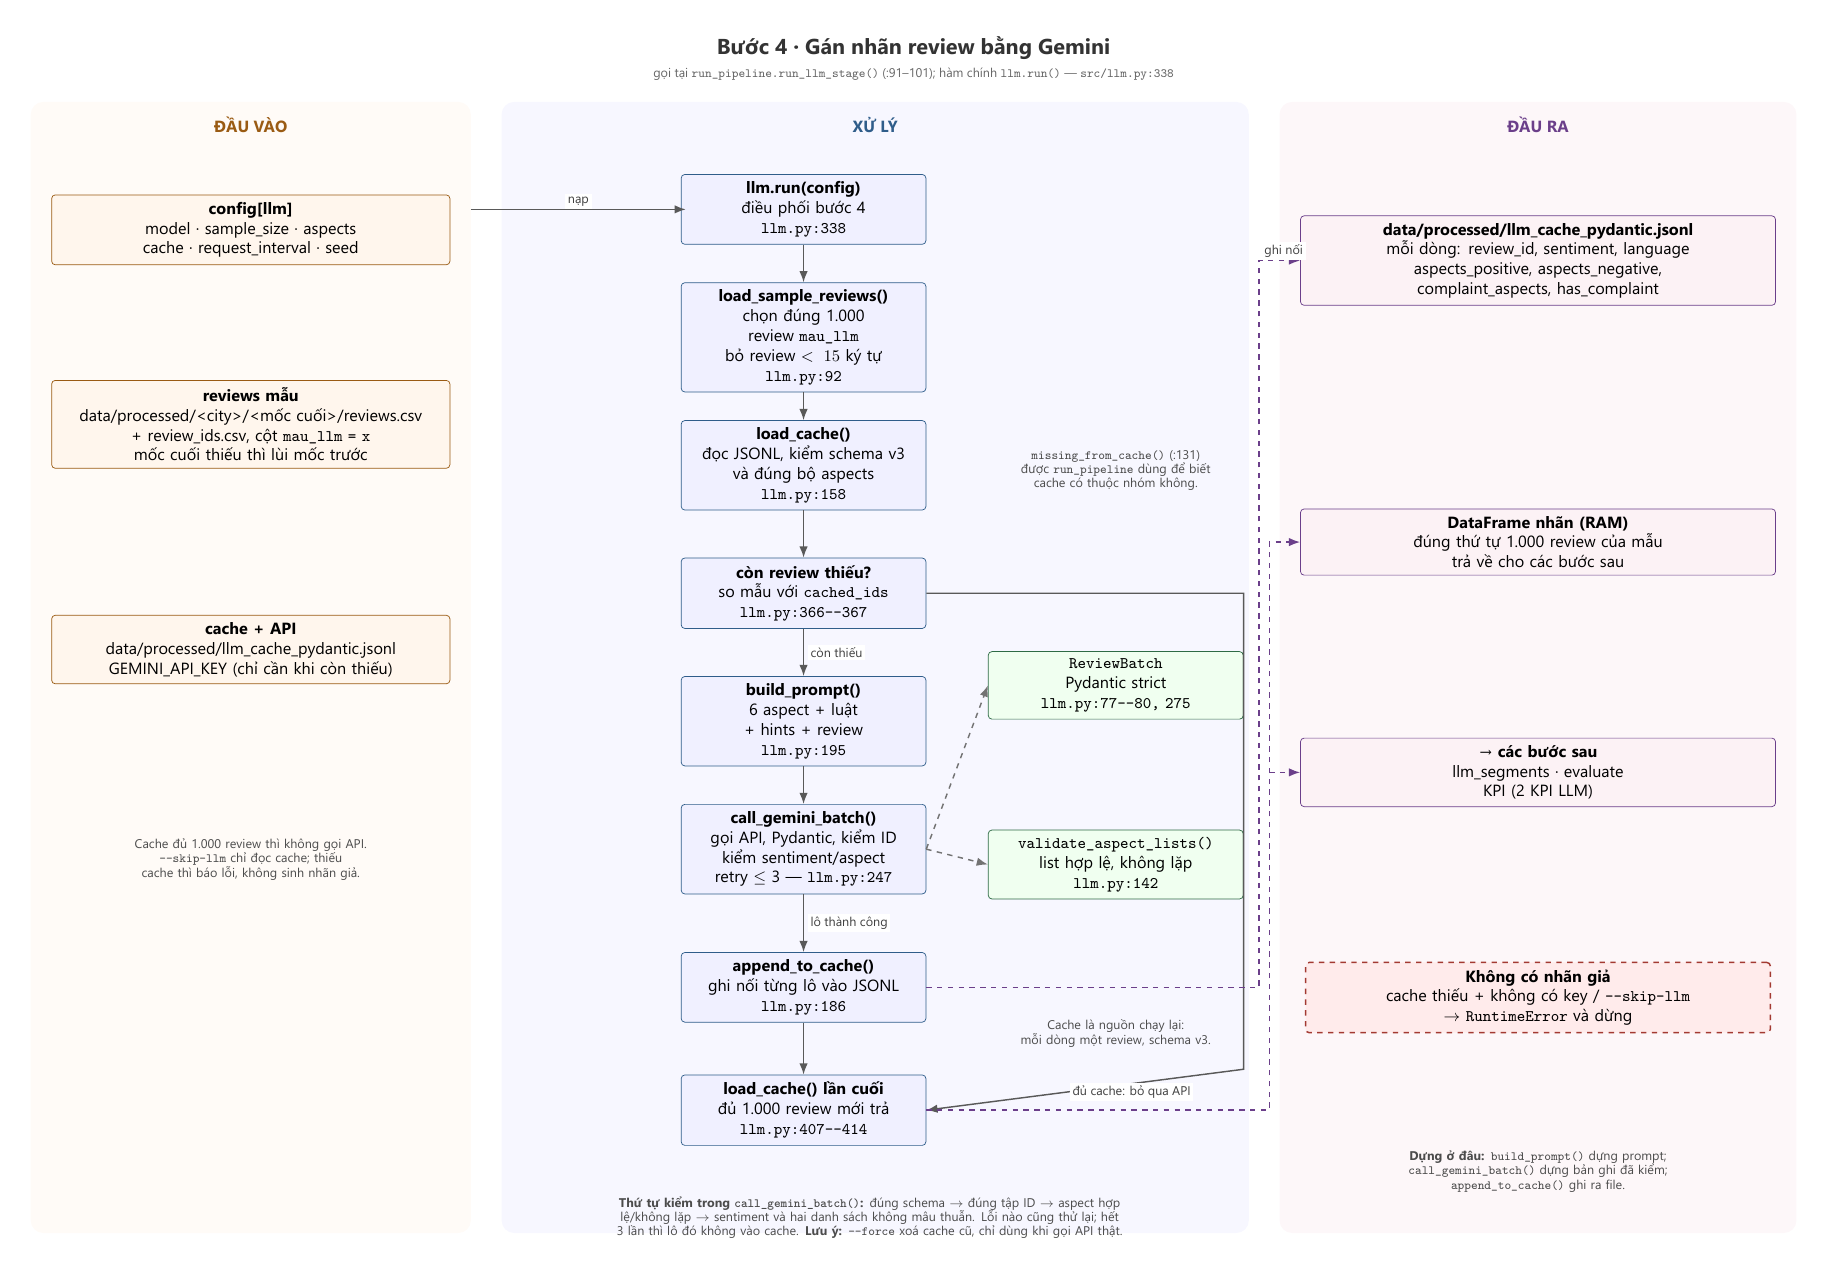 Bước 4 · Gán nhãn review bằng Gemini
gọi tại run_pipeline.run_llm_stage() (:91–101); hàm chính llm.run() — src/llm.py:338
ĐẦU VÀO
config[llm]
model · sample_size · aspects
cache · request_interval · seed
reviews mẫu
data/processed/<city>/<mốc cuối>/reviews.csv
+ review_ids.csv, cột mau_llm = x
mốc cuối thiếu thì lùi mốc trước
cache + API
data/processed/llm_cache_pydantic.jsonl
GEMINI_API_KEY (chỉ cần khi còn thiếu)
Cache đủ 1.000 review thì không gọi API.
--skip-llm chỉ đọc cache; thiếu
cache thì báo lỗi, không sinh nhãn giả.
nạp
XỬ LÝ
llm.run(config)
điều phối bước 4
llm.py:338
load_sample_reviews()
chọn đúng 1.000
review mau_llm
bỏ review < 15 ký tự
llm.py:92
load_cache()
đọc JSONL, kiểm schema v3
và đúng bộ aspects
llm.py:158
missing_from_cache() (:131)
được run_pipeline dùng để biết
cache có thuộc nhóm không.
còn review thiếu?
so mẫu với cached_ids
llm.py:366--367
còn thiếu
build_prompt()
6 aspect + luật
+ hints + review
llm.py:195
ReviewBatch
Pydantic strict
llm.py:77--80, 275
call_gemini_batch()
gọi API, Pydantic, kiểm ID
kiểm sentiment/aspect
retry ≤ 3 — llm.py:247
validate_aspect_lists()
list hợp lệ, không lặp
llm.py:142
lô thành công
append_to_cache()
ghi nối từng lô vào JSONL
llm.py:186
Cache là nguồn chạy lại:
mỗi dòng một review, schema v3.
load_cache() lần cuối
đủ 1.000 review mới trả
llm.py:407--414
đủ cache: bỏ qua API
Thứ tự kiểm trong call_gemini_batch(): đúng schema → đúng tập ID → aspect hợp
lệ/không lặp → sentiment và hai danh sách không mâu thuẫn. Lỗi nào cũng thử lại; hết
3 lần thì lô đó không vào cache. Lưu ý: --force xoá cache cũ, chỉ dùng khi gọi API thật.
ĐẦU RA
ghi nối
data/processed/llm_cache_pydantic.jsonl
mỗi dòng: review_id, sentiment, language
aspects_positive, aspects_negative,
complaint_aspects, has_complaint
DataFrame nhãn (RAM)
đúng thứ tự 1.000 review của mẫu
trả về cho các bước sau
→ các bước sau
llm_segments · evaluate
KPI (2 KPI LLM)
Không có nhãn giả
cache thiếu + không có key / --skip-llm
→ RuntimeError và dừng
Dựng ở đâu: build_prompt() dựng prompt;
call_gemini_batch() dựng bản ghi đã kiểm;
append_to_cache() ghi ra file.